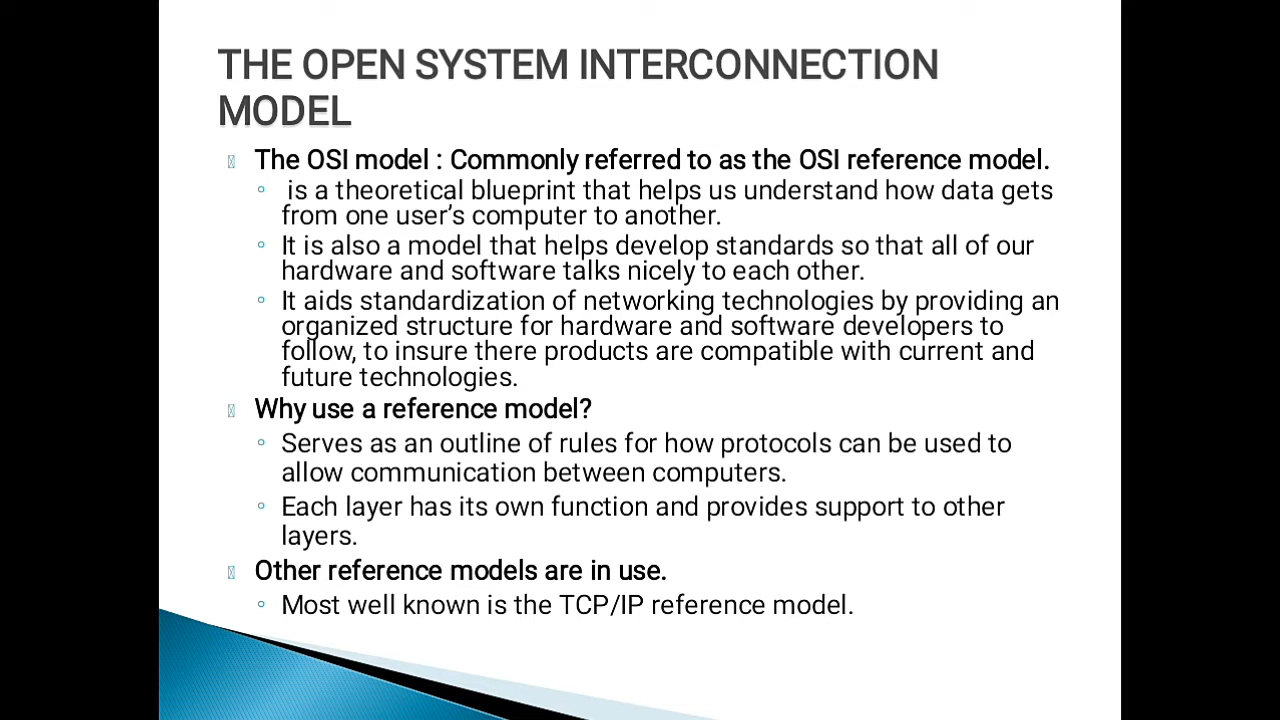 THE OPEN SYSTEM INTERCONNECTION
MODEL
The OSI model : Commonly referred to as the OSI reference model.
is a theoretical blueprint that helps us understand how data gets
from one user’s computer to another.
It is also a model that helps develop standards so that all of our
hardware and software talks nicely to each other.
It aids standardization of networking technologies by providing an
organized structure for hardware and software developers to
follow, to insure there products are compatible with current and
future technologies.
Why use a reference model?
Serves as an outline of rules for how protocols can be used to
allow communication between computers.
Each layer has its own function and provides support to other
layers.
Other reference models are in use.
Most well known is the TCP/IP reference model.